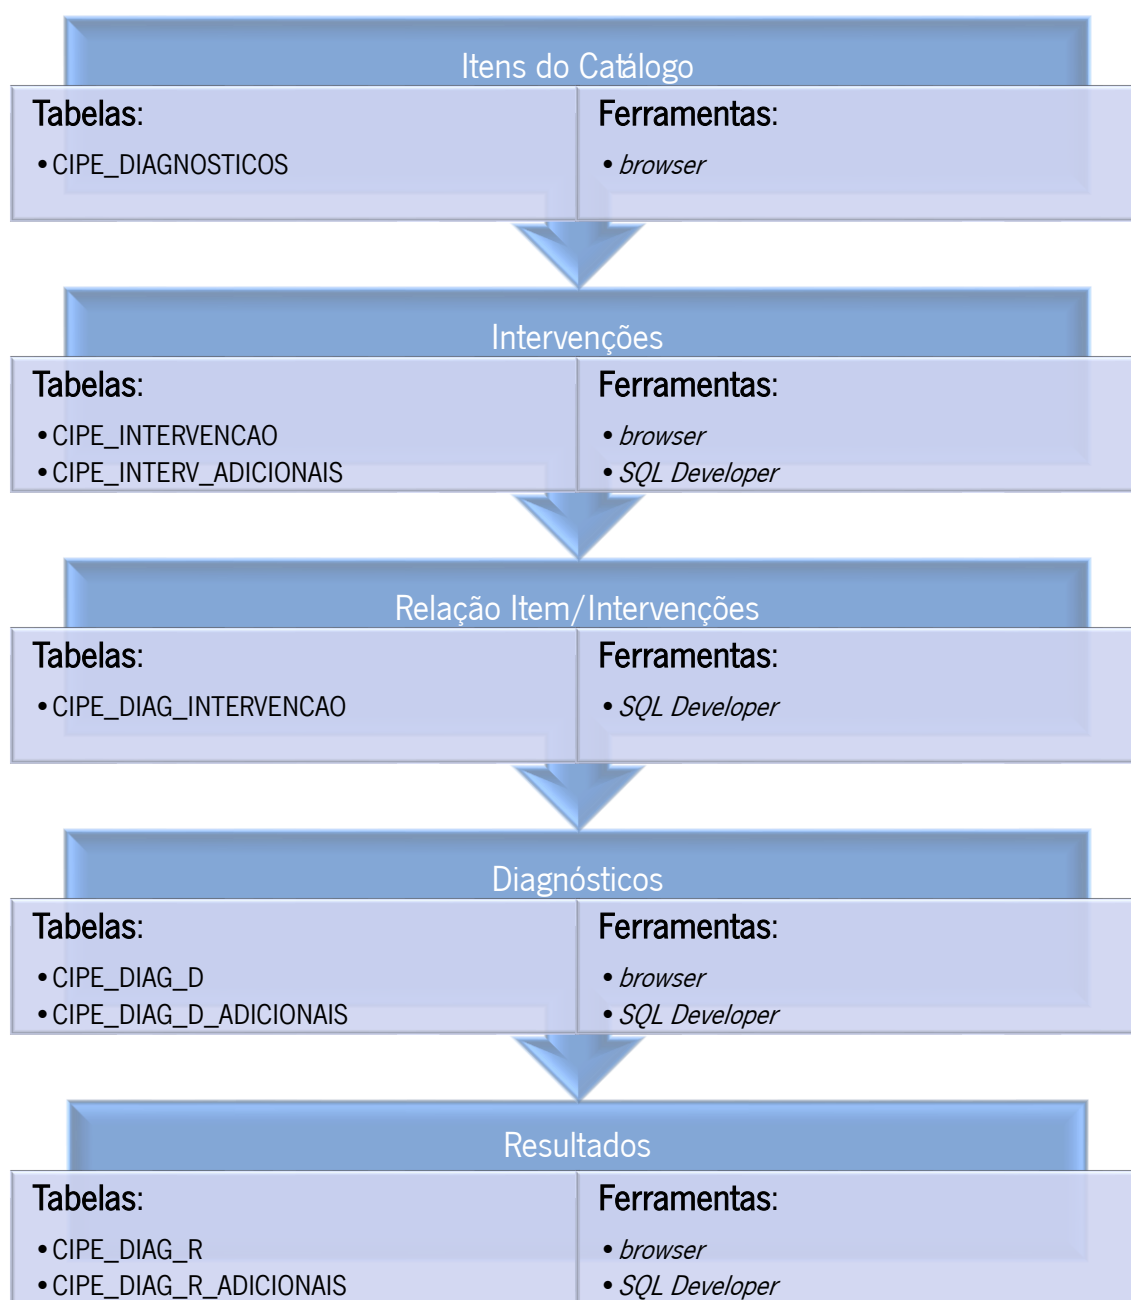 Itens do Catálogo
Tabelas:
• CIPE_DIAGNOSTICOS
Ferramentas:
• browser
Intervenções
Tabelas:
• CIPE_INTERVENCAO
• CIPE_INTERV_ADICIONAIS
Ferramentas:
• browser
• SQL Developer
Relação Item/Intervenções
Tabelas:
• CIPE_DIAG_INTERVENCAO
Ferramentas:
• SQL Developer
Diagnósticos
Tabelas:
• CIPE_DIAG_D
• CIPE_DIAG_D_ADICIONAIS
Ferramentas:
• browser
• SQL Developer
Resultados
Tabelas:
• CIPE_DIAG_R
• CIPE_DIAG_R_ADICIONAIS
Ferramentas:
• browser
• SQL Developer